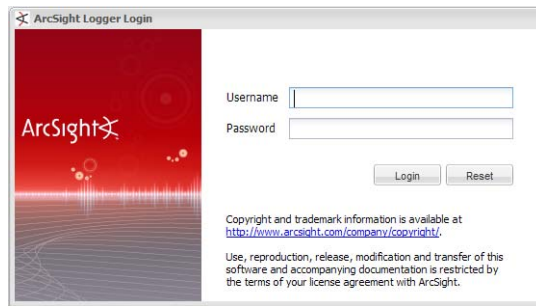 ArcSight Logger Login
ArcSight
Username
Password
Login Reset
Copyright and trademark information is available at
http://www.arcsight.com/company/copyright/.
Use, reproduction, release, modification and transfer of this
software and accompanying documentation is restricted by
the terms of your license agreement with ArcSight.